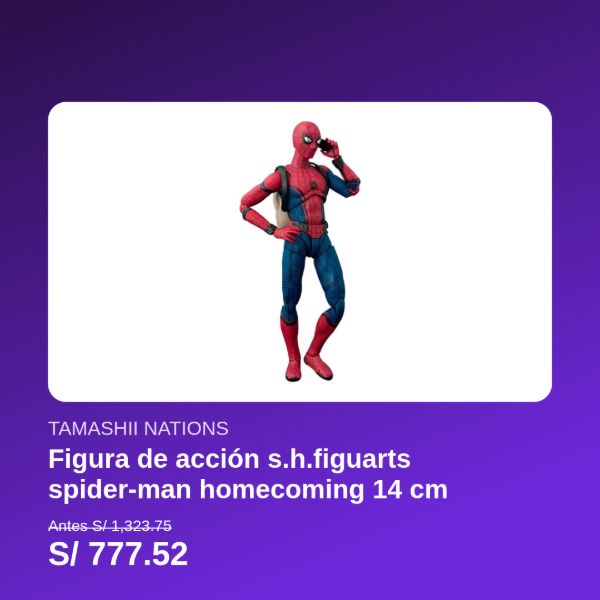 TAMASHII NATIONS
Figura de acción s.h.figuarts
spider-man homecoming 14 cm
Antes S/ 1,323.75
S/ 777.52